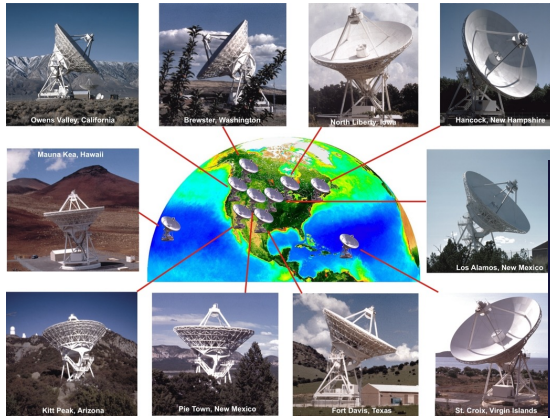 Owens Valley, California
Brewster, Washington
North Liberty, Iowa
Hancock, New Hampshire
Mauna Kea, Hawaii
Los Alamos, New Mexico
Kitt Peak, Arizona
Pie Town, New Mexico
Fort Davis, Texas
St. Croix, Virgin Islands